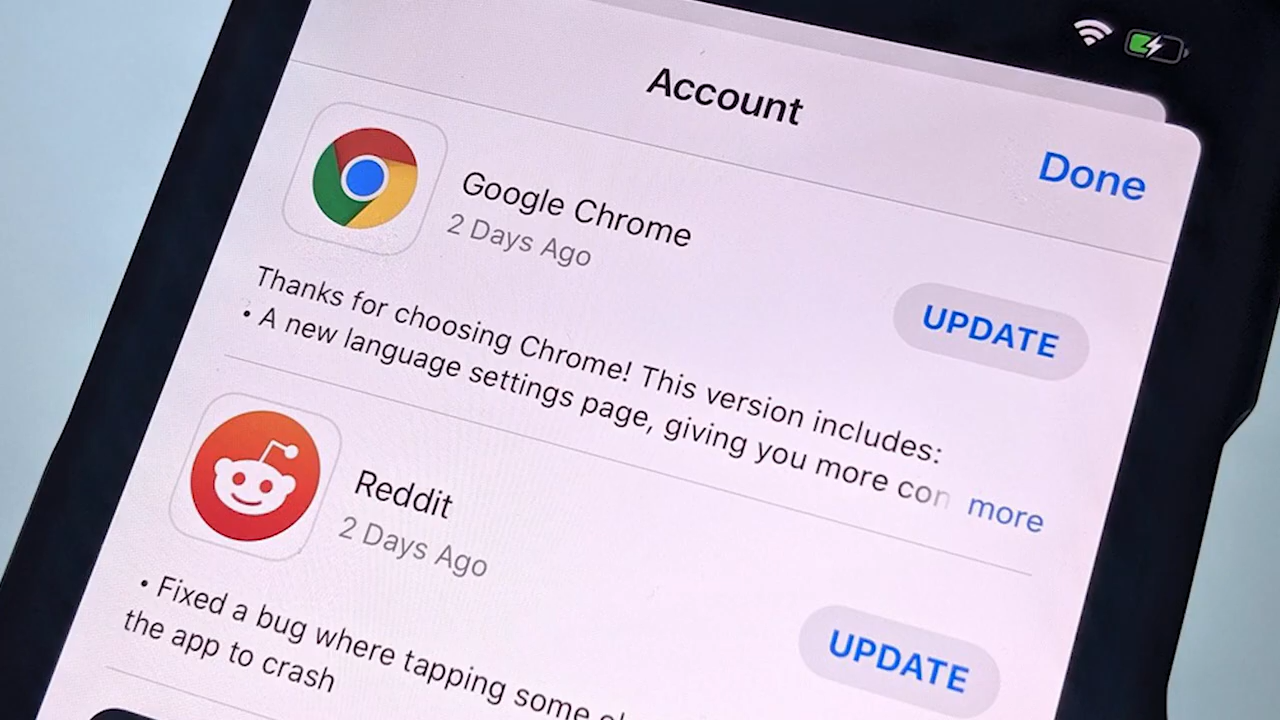 Account
Done
Google Chrome
2 Days Ago
UPDATE
Thanks for choosing Chrome! This version includes:
• A new language settings page, giving you more con more
Reddit
2 Days Ago
UPDATE
• Fixed a bug where tapping some
the app to crash